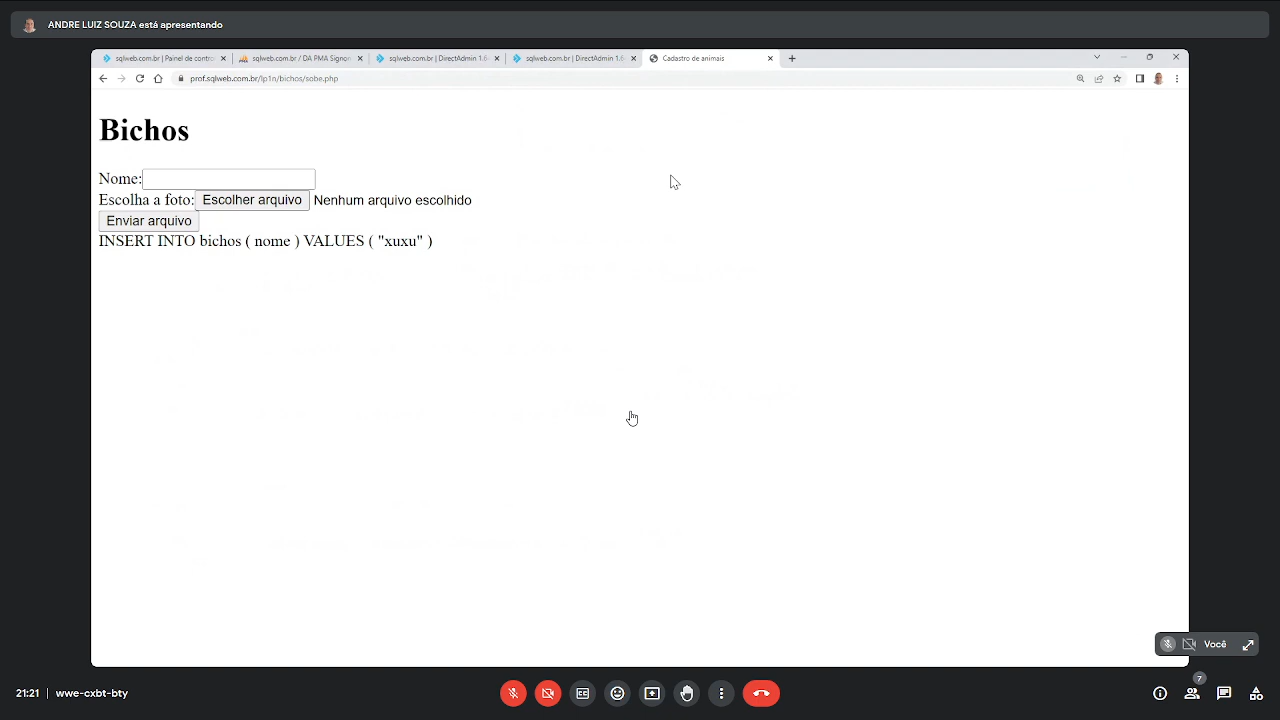 ANDRE LUIZ SOUZA está apresentando
sqlweb.com.br | Painel de contro
sqlweb.com.br / DA PMA Signon
sqlweb.com.br | DirectAdmin 1.6
sqlweb.com.br | DirectAdmin 1.6
Cadastro de animais
prof.sqlweb.com.br/lp1n/bichos/sobe.php
Bichos
Nome:
Escolha a foto: Escolher arquivo Nenhum arquivo escolhido
Enviar arquivo
INSERT INTO bichos ( nome ) VALUES ( "xuxu" )
Você
21:21 | wwe-cxbt-bty
7